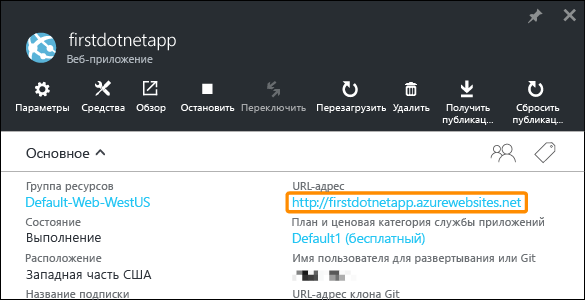 firstdotnetapp
Веб-приложение
Параметры Средства Обзор Остановить Переключить Перезагрузить Удалить Получить публикац... Сбросить публикац...
Основное
Группа ресурсов URL-адрес
Default-Web-WestUS http://firstdotnetapp.azurewebsites.net
Состояние План и ценовая категория службы приложений
Выполнение Default1 (бесплатный)
Расположение Имя пользователя для развертывания или Git
Западная часть США
Название подписки URL-адрес клона Git